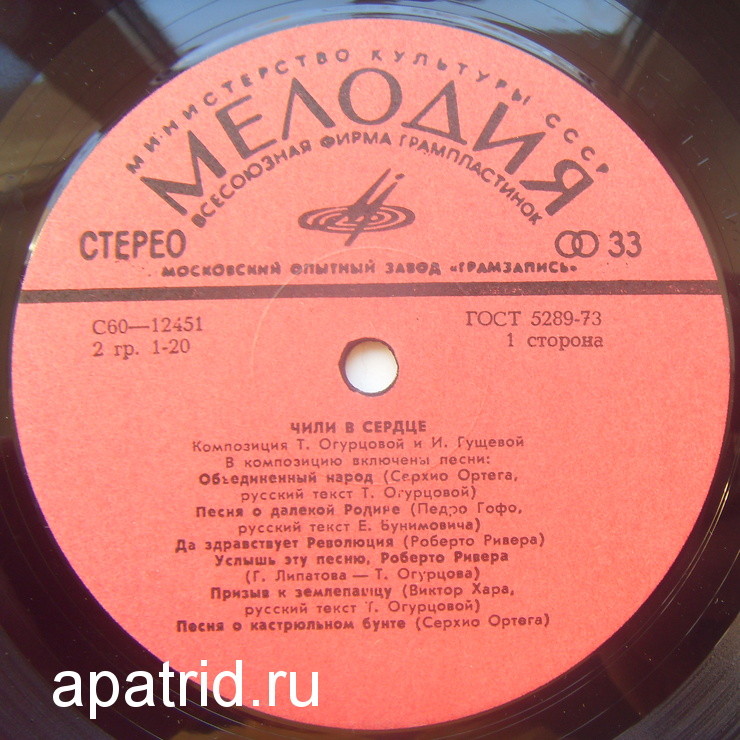 МИНИСТЕРСТВО КУЛЬТУРЫ СССР
МЕЛОДИЯ
ВСЕСОЮЗНАЯ ФИРМА ГРАМПЛАСТИНОК
СТЕРЕО 33
МОСКОВСКИЙ ОПЫТНЫЙ ЗАВОД «ГРАМЗАПИСЬ»
С60—12451 ГОСТ 5289-73
2 гр. 1-20 1 сторона
ЧИЛИ В СЕРДЦЕ
Композиция Т. Огурцовой и И. Гущевой
В композицию включены песни:
Объединенный народ (Серхио Ортега,
русский текст Т. Огурцовой)
Песня о далекой Родине (Педро Гофо,
русский текст Е. Бунимовича)
Да здравствует Революция (Роберто Ривера)
Услышь эту песню, Роберто Ривера
(Г. Липатова — Т. Огурцова)
Призыв к землепашцу (Виктор Хара,
русский текст Т. Огурцовой)
Песня о кастрюльном бунте (Серхио Ортега)
apatrid.ru